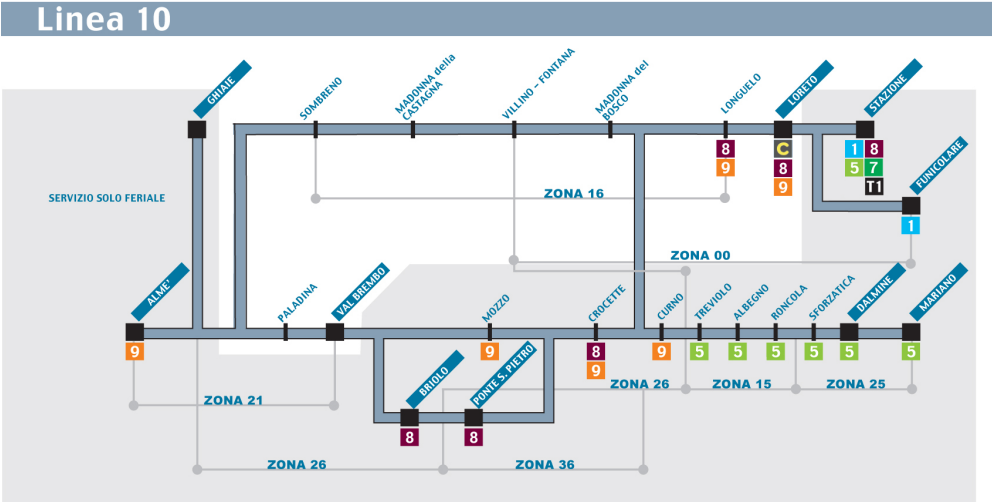 Linea 10
GHIAIE
SOMBRENO
MADONNA della
CASTAGNA
VILLINO – FONTANA
MADONNA del
BOSCO
LONGUELO
LORETO
STAZIONE
8
9
C
8
9
1 8
5 7
T1
FUNICOLARE
1
SERVIZIO SOLO FERIALE
ZONA 16
ZONA 00
ALME'
PALADINA
VAL BREMBO
MOZZO
CROCETTE
CURNO
TREVIOLO
ALBEGNO
RONCOLA
SFORZATICA
DALMINE
MARIANO
9
9
8
9
9
5
5
5
5
5
5
BRIOLO
PONTE S. PIETRO
8
8
ZONA 26
ZONA 15
ZONA 25
ZONA 21
ZONA 26
ZONA 36